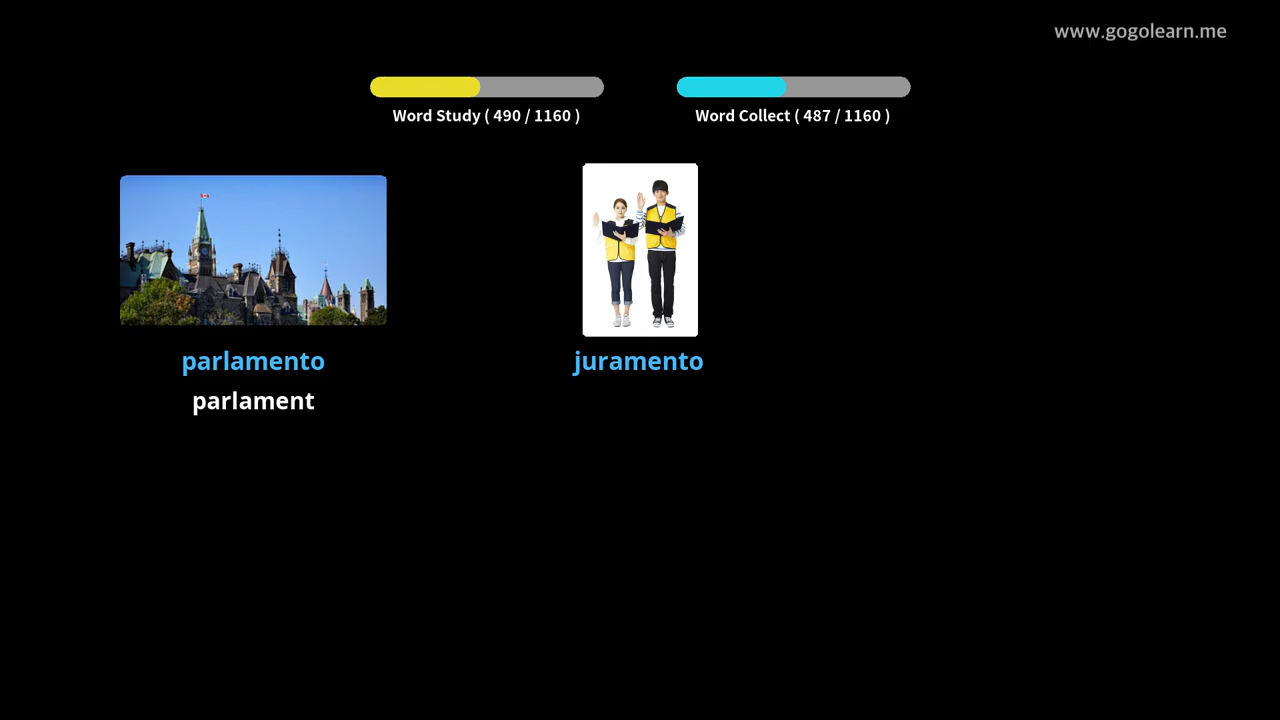 www.gogolearn.me
Word Study ( 490 / 1160 )
Word Collect ( 487 / 1160 )
parlamento
juramento
parlament